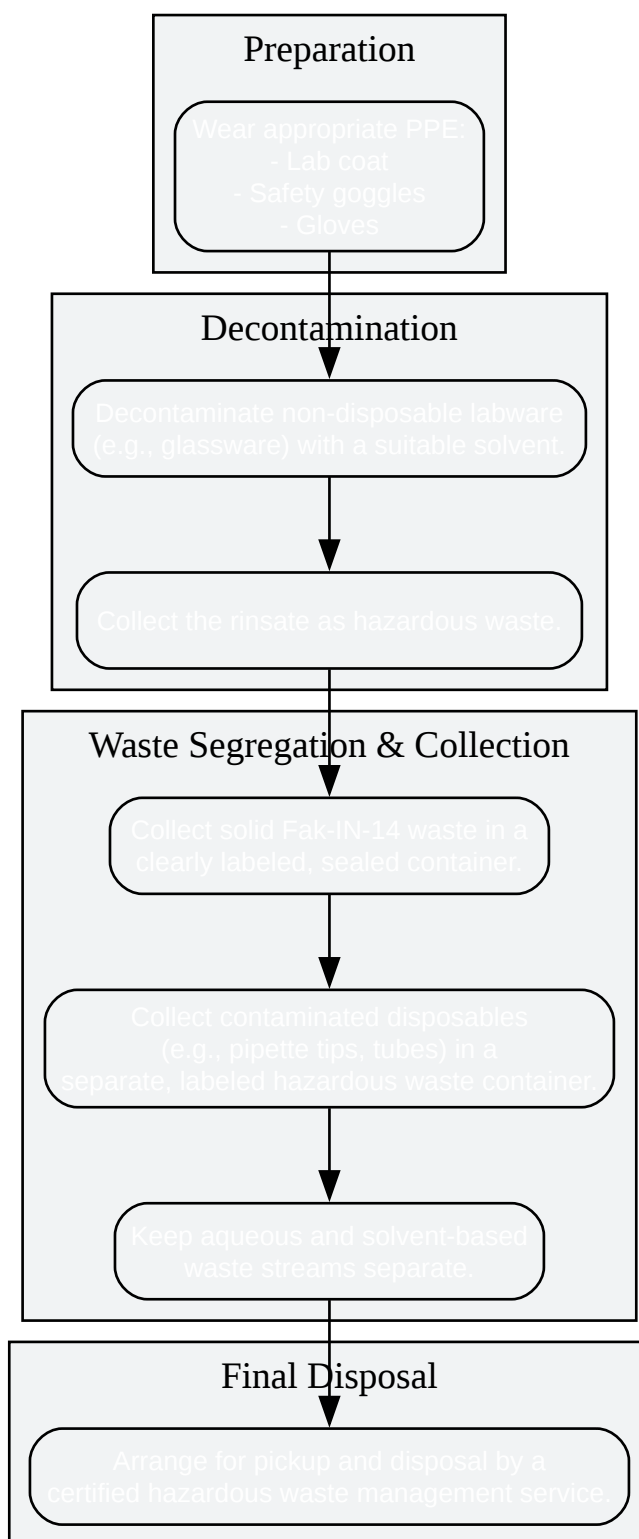 Preparation
Wear appropriate PPE:
- Lab coat
- Safety goggles
- Gloves
Decontamination
Decontaminate non-disposable labware
(e.g., glassware) with a suitable solvent.
Collect the rinsate as hazardous waste.
Waste Segregation & Collection
Collect solid Fak-IN-14 waste in a
clearly labeled, sealed container.
Collect contaminated disposables
(e.g., pipette tips, tubes) in a
separate, labeled hazardous waste container.
Keep aqueous and solvent-based
waste streams separate.
Final Disposal
Arrange for pickup and disposal by a
certified hazardous waste management service.